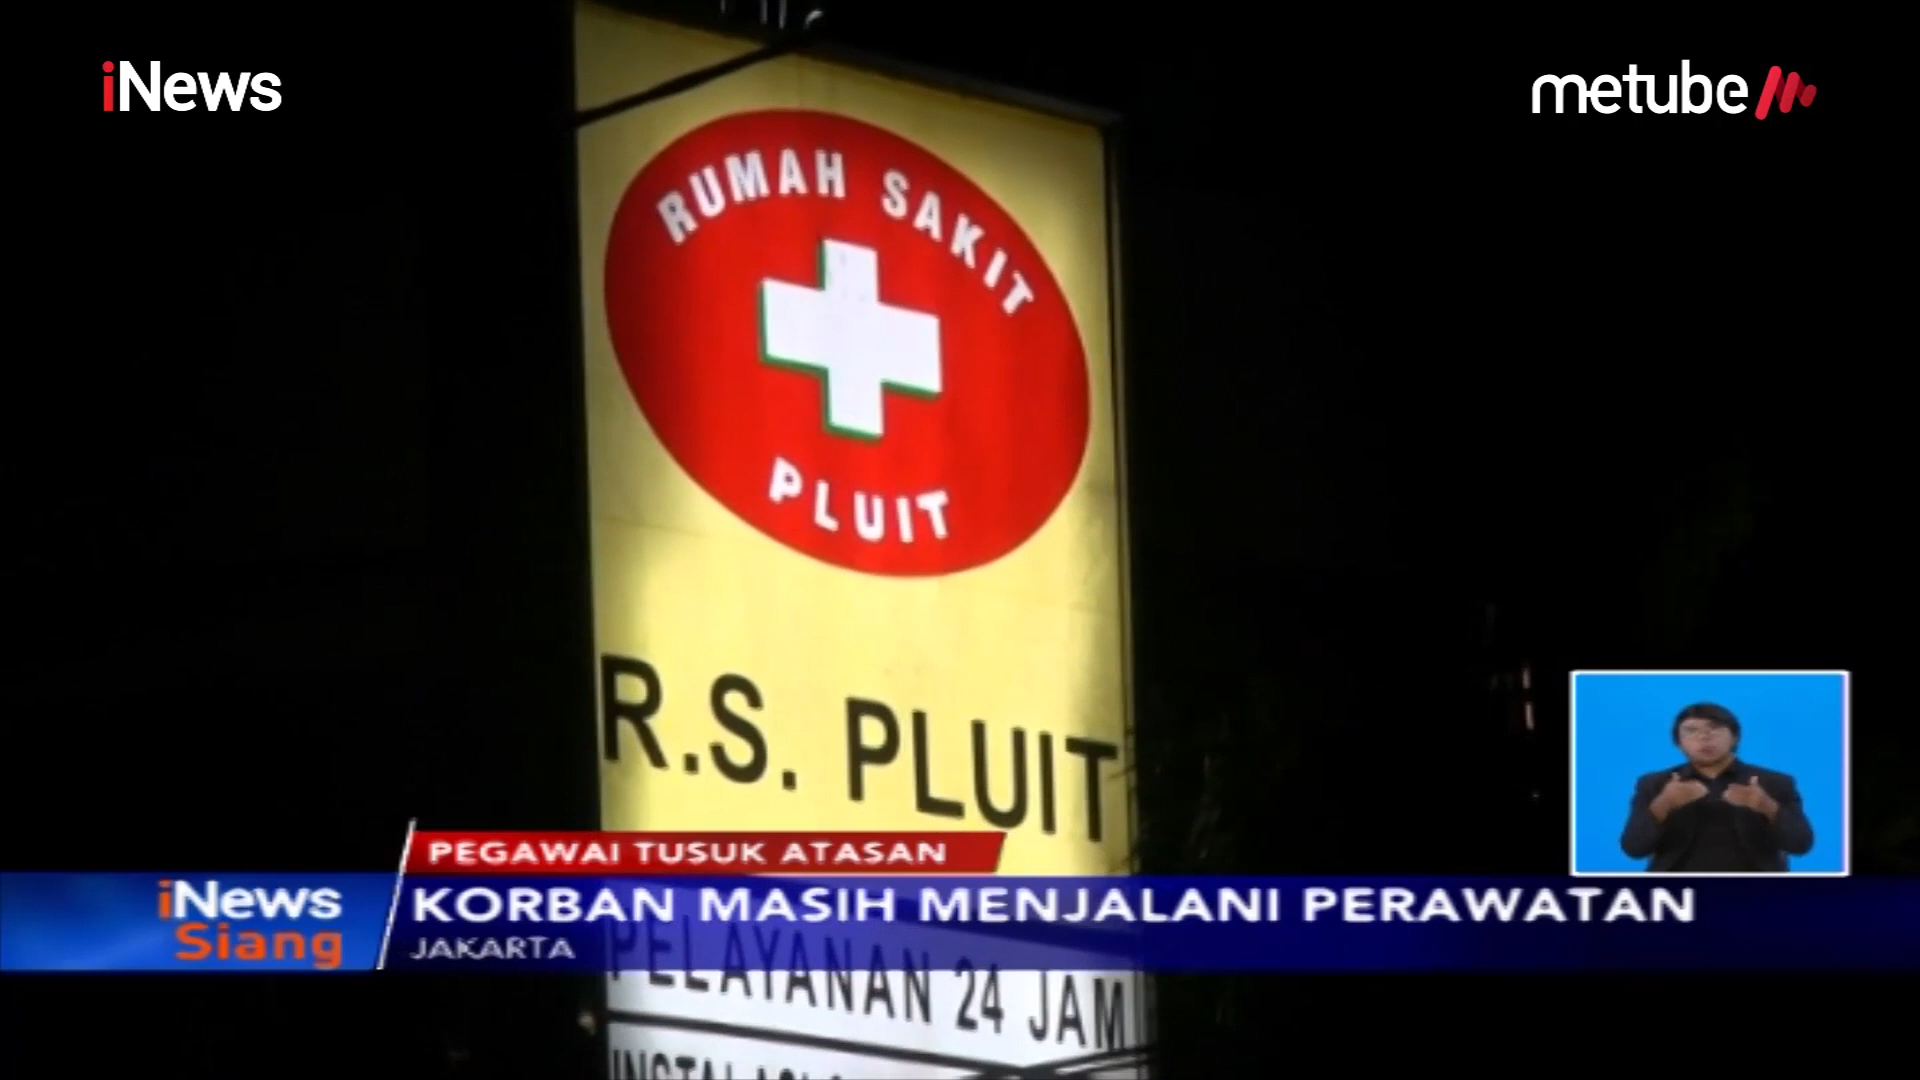 iNews
metube
RUMAH SAKIT
PLUIT
R.S. PLUIT
PEGAWAI TUSUK ATASAN
iNews
Siang
KORBAN MASIH MENJALANI PERAWATAN
JAKARTA
PELAYANAN 24 JAM